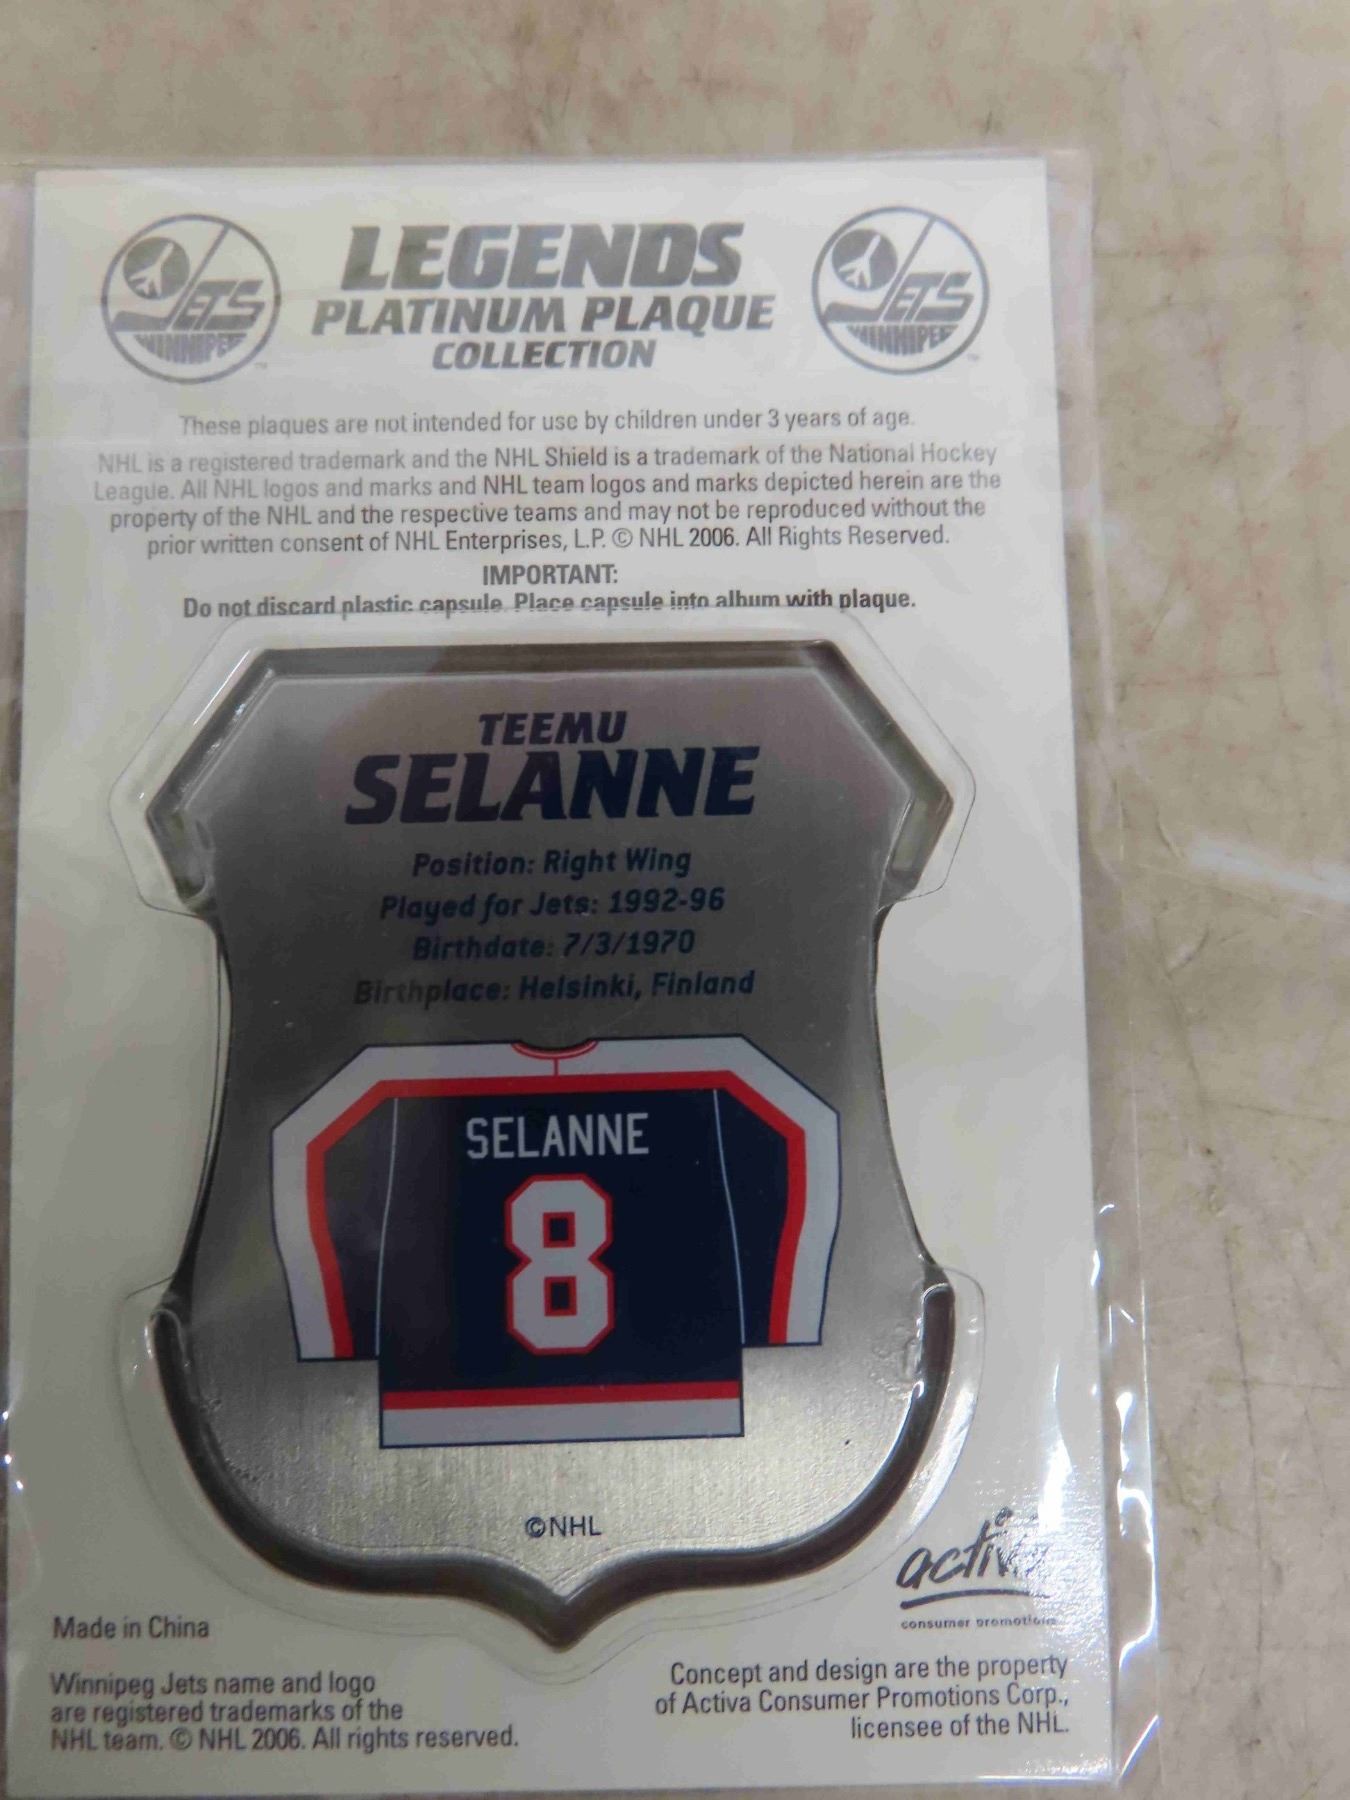 JETS
WINNIPEG
TM
LEGENDS
PLATINUM PLAQUE
COLLECTION
JETS
WINNIPEG
TM
These plaques are not intended for use by children under 3 years of age.
NHL is a registered trademark and the NHL Shield is a trademark of the National Hockey
League. All NHL logos and marks and NHL team logos and marks depicted herein are the
property of the NHL and the respective teams and may not be reproduced without the
prior written consent of NHL Enterprises, L.P. © NHL 2006. All Rights Reserved.
IMPORTANT:
Do not discard plastic capsule. Place capsule into album with plaque.
TEEMU
SELANNE
Position: Right Wing
Played for Jets: 1992-96
Birthdate: 7/3/1970
Birthplace: Helsinki, Finland
SELANNE
8
©NHL
activa
consumer promotions
Made in China
Winnipeg Jets name and logo
are registered trademarks of the
NHL team. © NHL 2006. All rights reserved.
Concept and design are the property
of Activa Consumer Promotions Corp.,
licensee of the NHL.